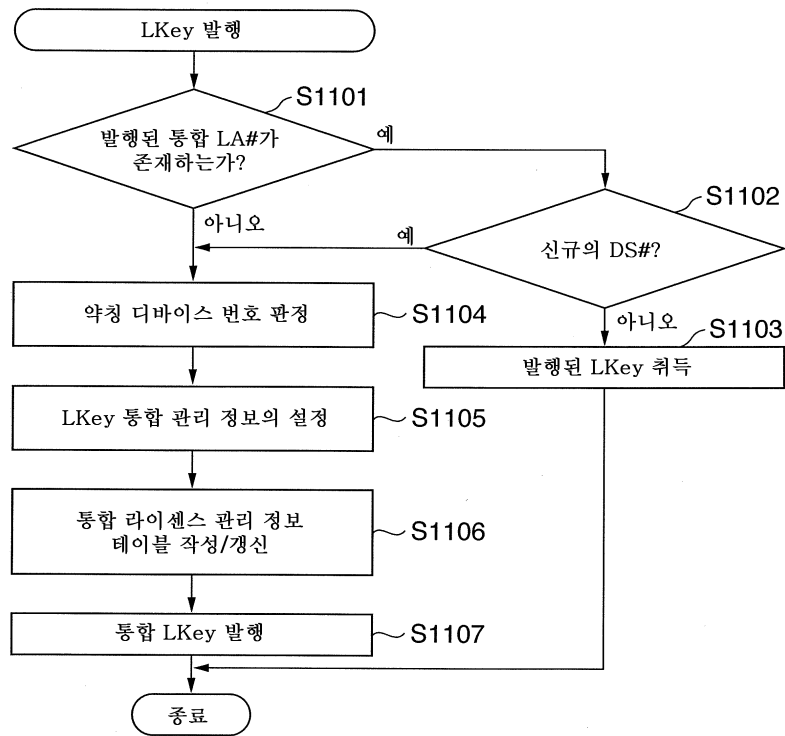 LKey 발행
S1101
발행된 통합 LA#가
존재하는가?
예
아니오
S1102
신규의 DS#?
예
아니오
S1103
발행된 LKey 취득
약칭 디바이스 번호 판정
S1104
LKey 통합 관리 정보의 설정
S1105
통합 라이센스 관리 정보
테이블 작성/갱신
S1106
통합 LKey 발행
S1107
종료